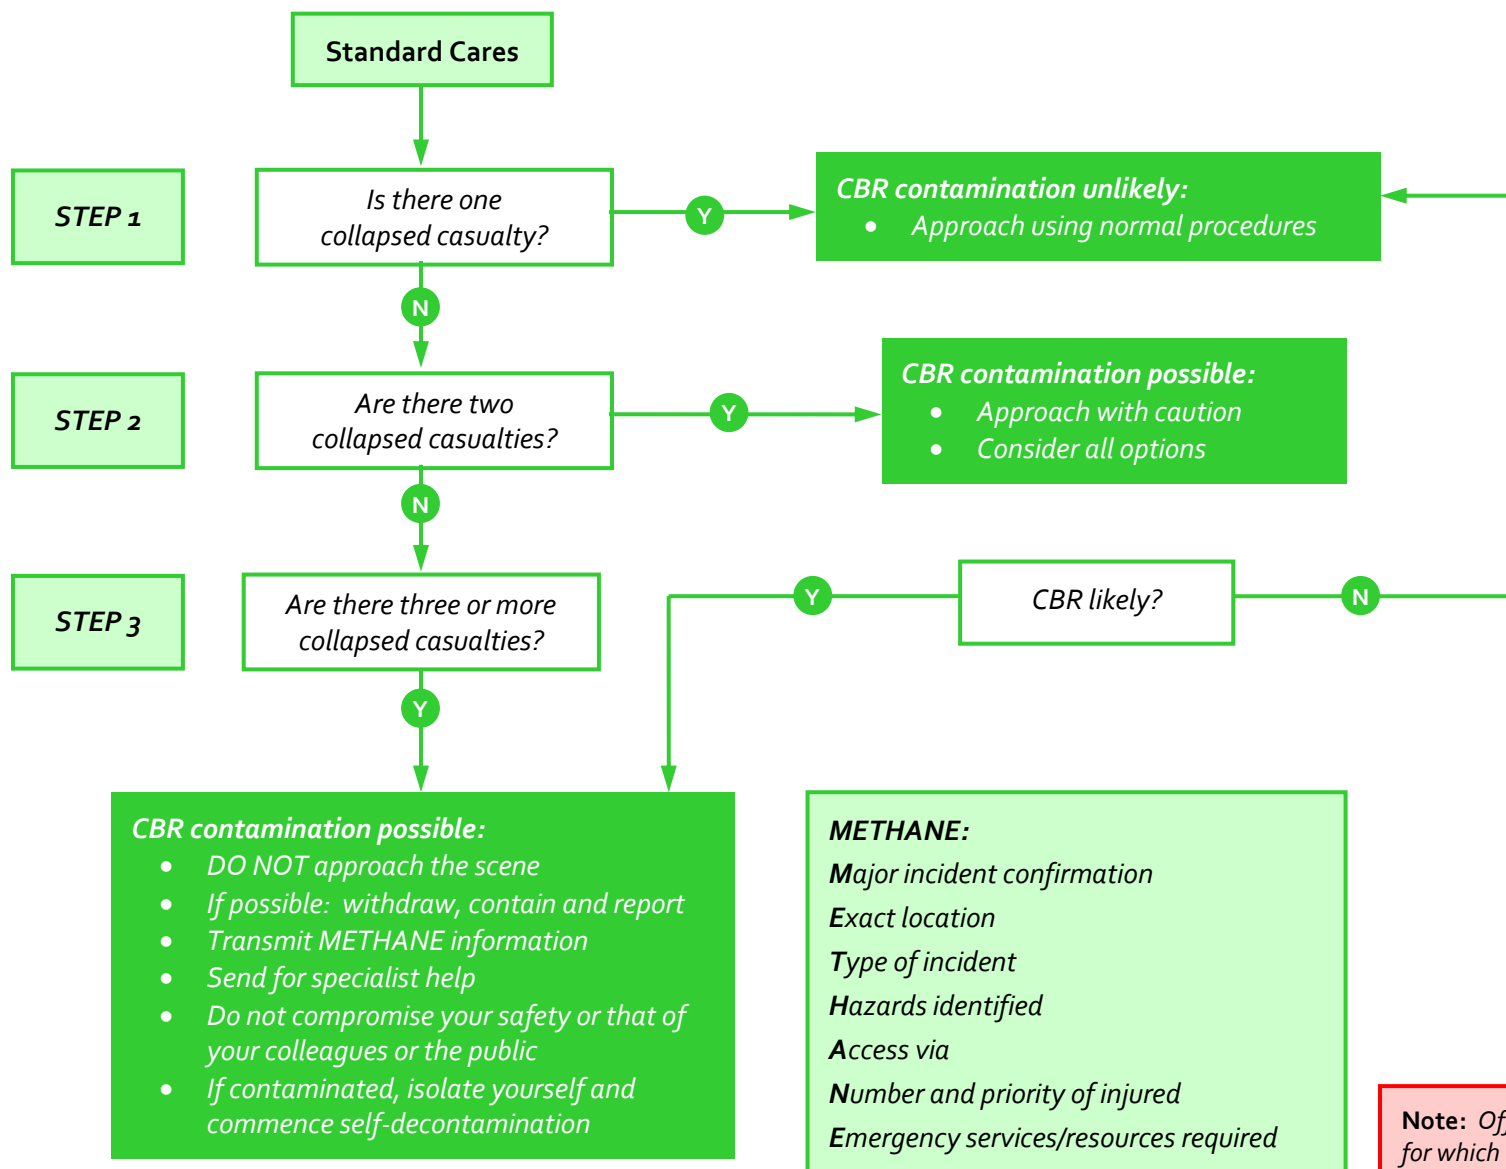 Standard Cares
STEP 1
Is there one
collapsed casualty?
Y
CBR contamination unlikely:
• Approach using normal procedures
N
STEP 2
Are there two
collapsed casualties?
Y
CBR contamination possible:
• Approach with caution
• Consider all options
N
STEP 3
Are there three or more
collapsed casualties?
Y
CBR likely?
N
Y
CBR contamination possible:
• DO NOT approach the scene
• If possible: withdraw, contain and report
• Transmit METHANE information
• Send for specialist help
• Do not compromise your safety or that of
your colleagues or the public
• If contaminated, isolate yourself and
commence self-decontamination
METHANE:
Major incident confirmation
Exact location
Type of incident
Hazards identified
Access via
Number and priority of injured
Emergency services/resources required
Note:
for which